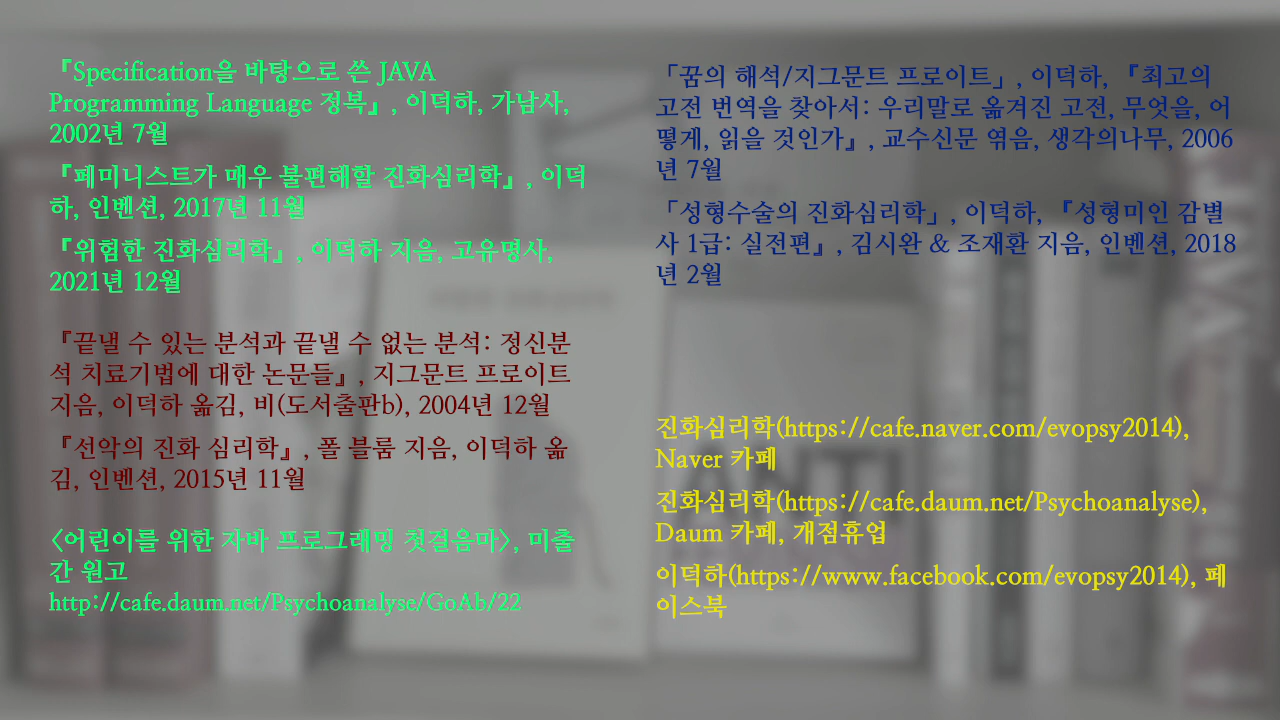 『Specification을 바탕으로 쓴 JAVA
Programming Language 정복』, 이덕하, 가남사,
2002년 7월
『페미니스트가 매우 불편해할 진화심리학』, 이덕
하, 인벤션, 2017년 11월
『위험한 진화심리학』, 이덕하 지음, 고유명사,
2021년 12월
『끝낼 수 있는 분석과 끝낼 수 없는 분석: 정신분
석 치료기법에 대한 논문들』, 지그문트 프로이트
지음, 이덕하 옮김, 비(도서출판b), 2004년 12월
『선악의 진화 심리학』, 폴 블룸 지음, 이덕하 옮
김, 인벤션, 2015년 11월
<어린이를 위한 자바 프로그래밍 첫걸음마>, 미출
간 원고
http://cafe.daum.net/Psychoanalyse/GoAb/22
「꿈의 해석/지그문트 프로이트」, 이덕하, 『최고의
고전 번역을 찾아서: 우리말로 옮겨진 고전, 무엇을, 어
떻게, 읽을 것인가』, 교수신문 엮음, 생각의나무, 2006
년 7월
「성형수술의 진화심리학」, 이덕하, 『성형미인 감별
사 1급: 실전편』, 김시완 & 조재환 지음, 인벤션, 2018
년 2월
진화심리학(https://cafe.naver.com/evopsy2014),
Naver 카페
진화심리학(https://cafe.daum.net/Psychoanalyse),
Daum 카페, 개점휴업
이덕하(https://www.facebook.com/evopsy2014), 페
이스북